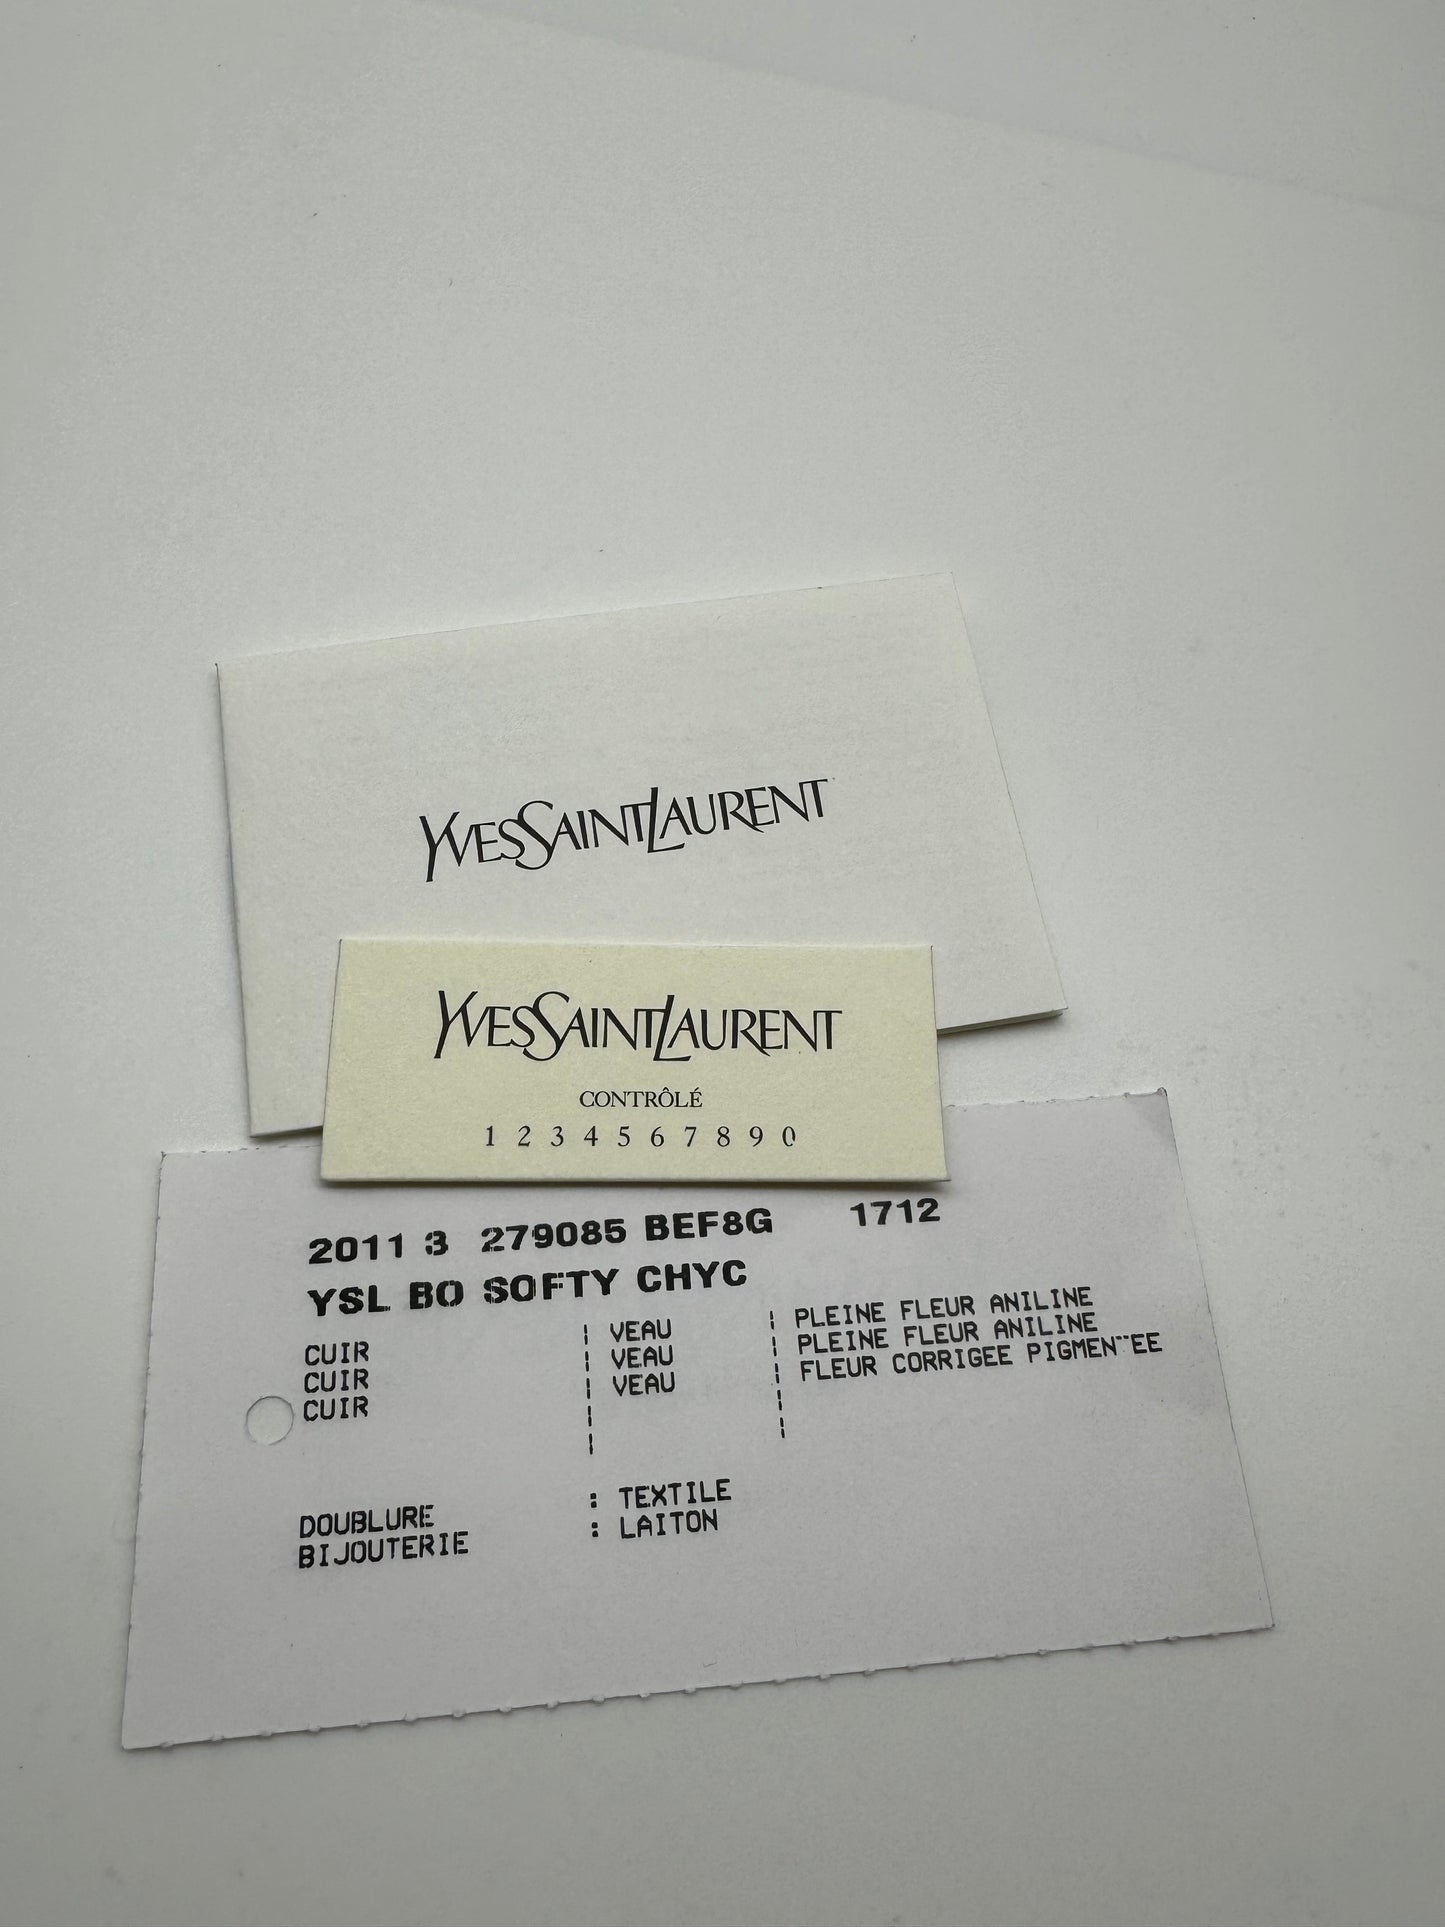 YVESSAINTLAURENT
YVESSAINTLAURENT
CONTRÔLÉ
1 2 3 4 5 6 7 8 9 0
2011 3 279085 BEF8G 1712
YSL BO SOFTY CHYC
CUIR ¦ VEAU ¦ PLEINE FLEUR ANILINE
CUIR ¦ VEAU ¦ PLEINE FLEUR ANILINE
CUIR ¦ VEAU ¦ FLEUR CORRIGEE PIGMENTEE
DOUBLURE : TEXTILE
BIJOUTERIE : LAITON